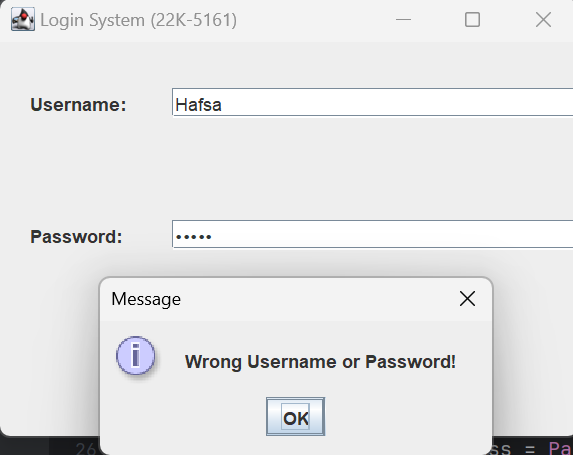 Login System (22K-5161)
Username:
Hafsa
Password:
•••••
Message
Wrong Username or Password!
OK
26
ss = Pa